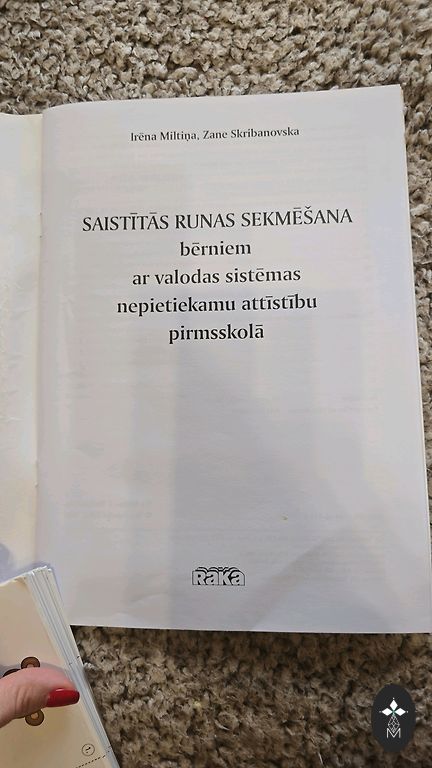 Irēna Miltiņa, Zane Skribanovska
SAISTĪTĀS RUNAS SEKMĒŠANA
bērniem
ar valodas sistēmas
nepietiekamu attīstību
pirmsskolā
RaKa
M